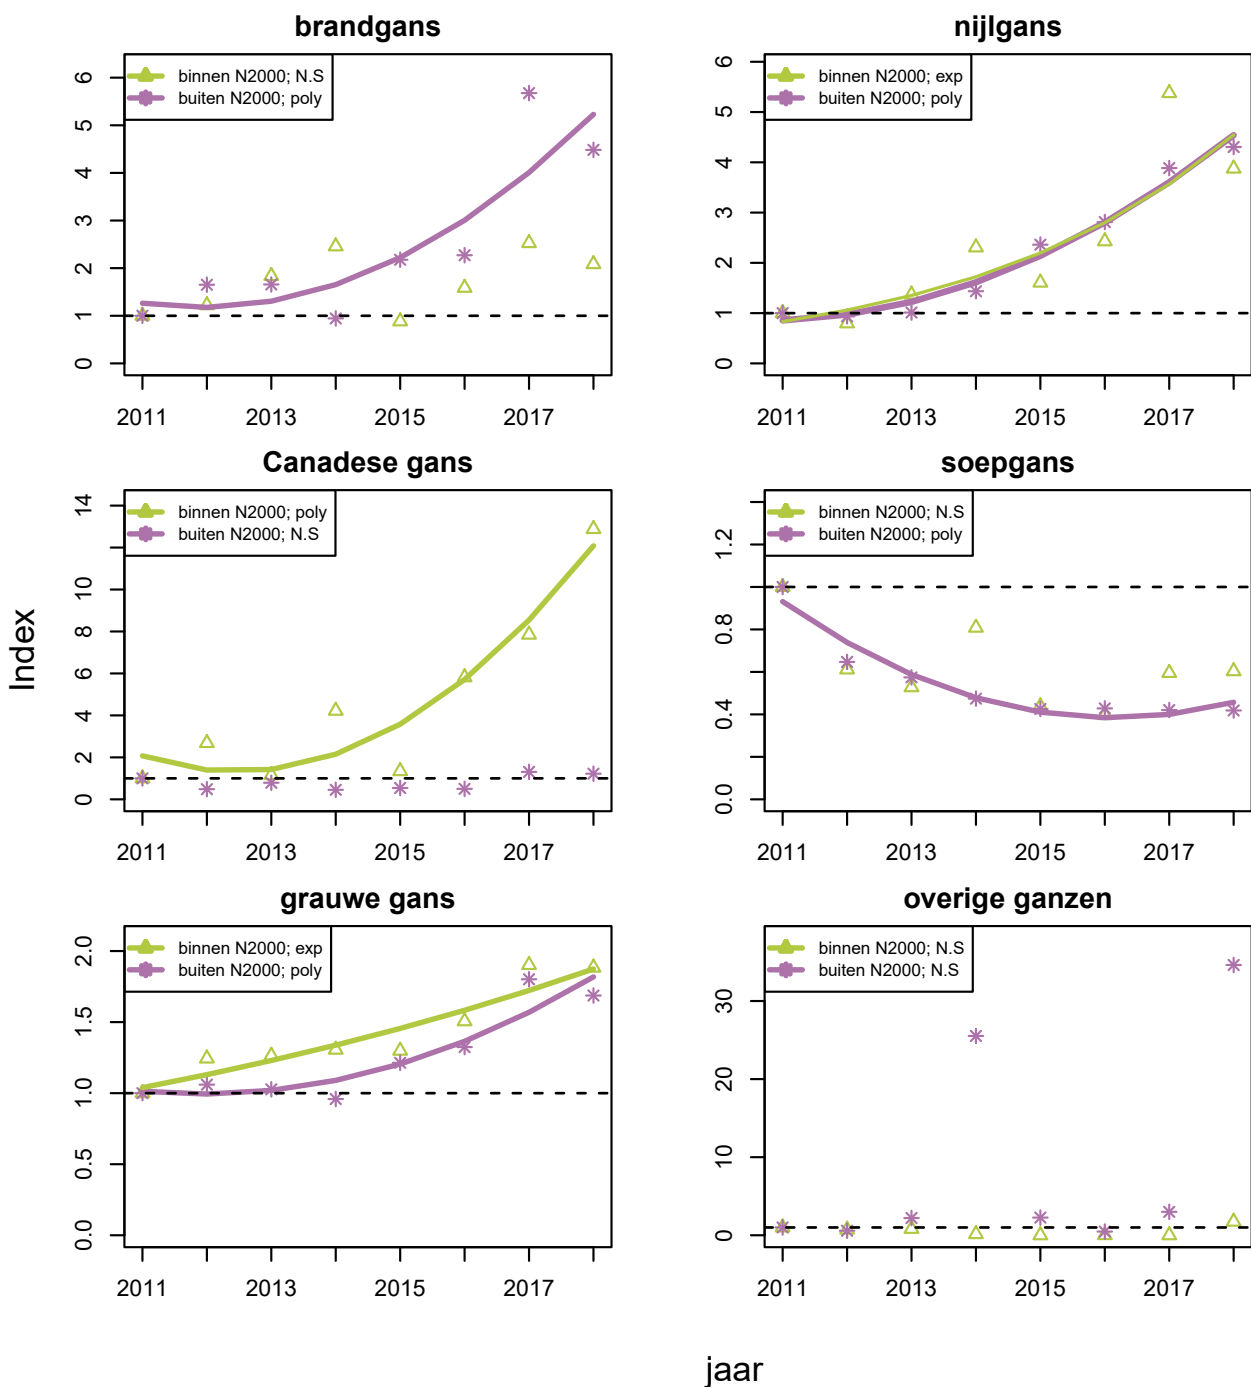 brandgans
binnen N2000; N.S
buiten N2000; poly
0 1 2 3 4 5 6
2011 2013 2015 2017
nijlgans
binnen N2000; exp
buiten N2000; poly
0 1 2 3 4 5 6
2011 2013 2015 2017
Canadese gans
binnen N2000; poly
buiten N2000; N.S
0 2 4 6 8 10 14
2011 2013 2015 2017
soepgans
binnen N2000; N.S
buiten N2000; poly
0.0 0.4 0.8 1.2
2011 2013 2015 2017
grauwe gans
binnen N2000; exp
buiten N2000; poly
0.0 0.5 1.0 1.5 2.0
2011 2013 2015 2017
overige ganzen
binnen N2000; N.S
buiten N2000; N.S
0 10 20 30
2011 2013 2015 2017
Index
jaar